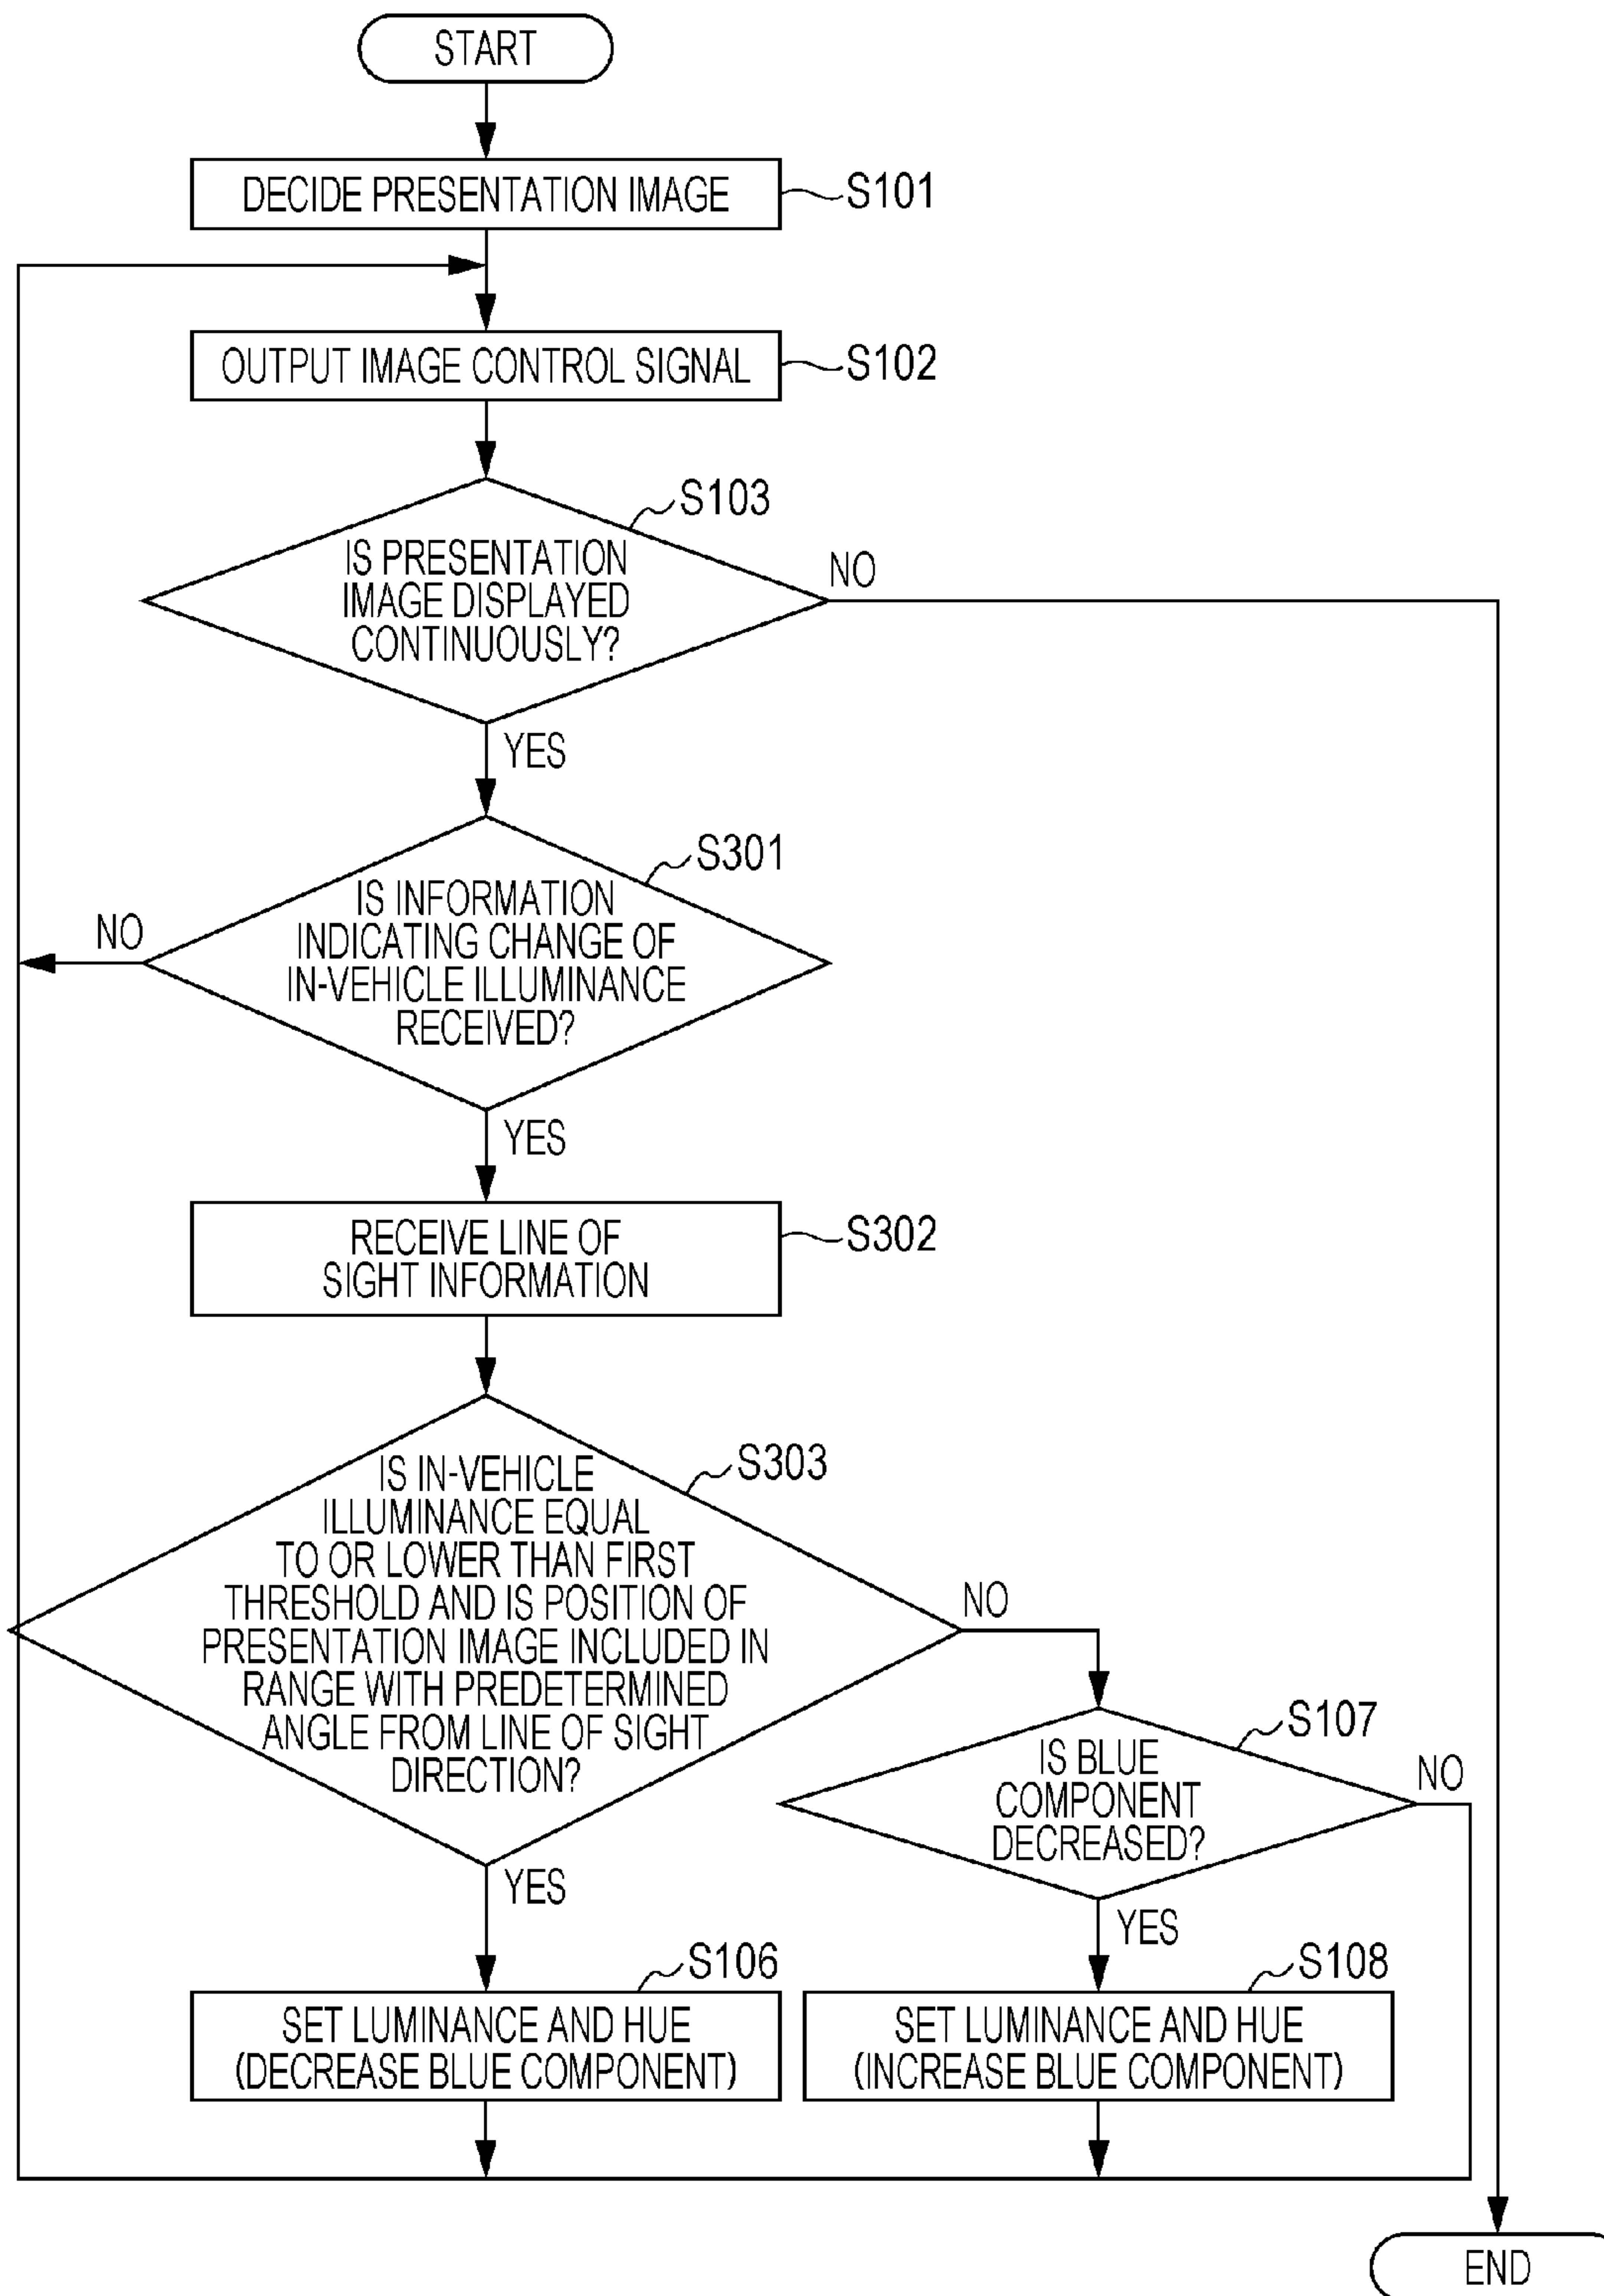 START
DECIDE PRESENTATION IMAGE
S101
OUTPUT IMAGE CONTROL SIGNAL
S102
S103
IS PRESENTATION
IMAGE DISPLAYED
CONTINUOUSLY?
NO
YES
S301
IS INFORMATION
INDICATING CHANGE OF
IN-VEHICLE ILLUMINANCE
RECEIVED?
NO
YES
RECEIVE LINE OF
SIGHT INFORMATION
S302
S303
IS IN-VEHICLE
ILLUMINANCE EQUAL
TO OR LOWER THAN FIRST
THRESHOLD AND IS POSITION OF
PRESENTATION IMAGE INCLUDED IN
RANGE WITH PREDETERMINED
ANGLE FROM LINE OF SIGHT
DIRECTION?
NO
YES
S107
IS BLUE
COMPONENT
DECREASED?
NO
YES
S106
SET LUMINANCE AND HUE
(DECREASE BLUE COMPONENT)
S108
SET LUMINANCE AND HUE
(INCREASE BLUE COMPONENT)
END